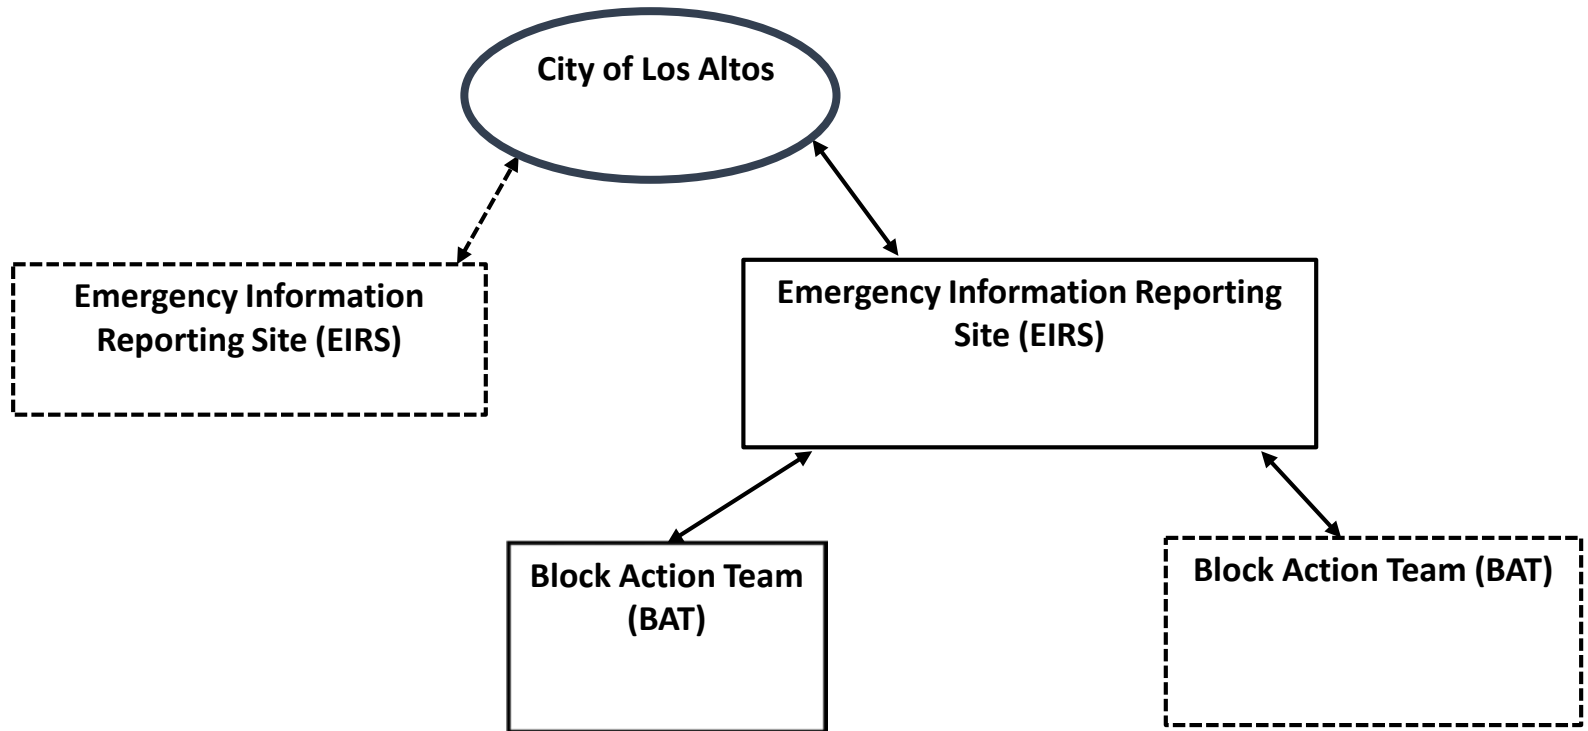 City of Los Altos
Emergency Information
Reporting Site (EIRS)
Emergency Information Reporting
Site (EIRS)
Block Action Team
(BAT)
Block Action Team (BAT)